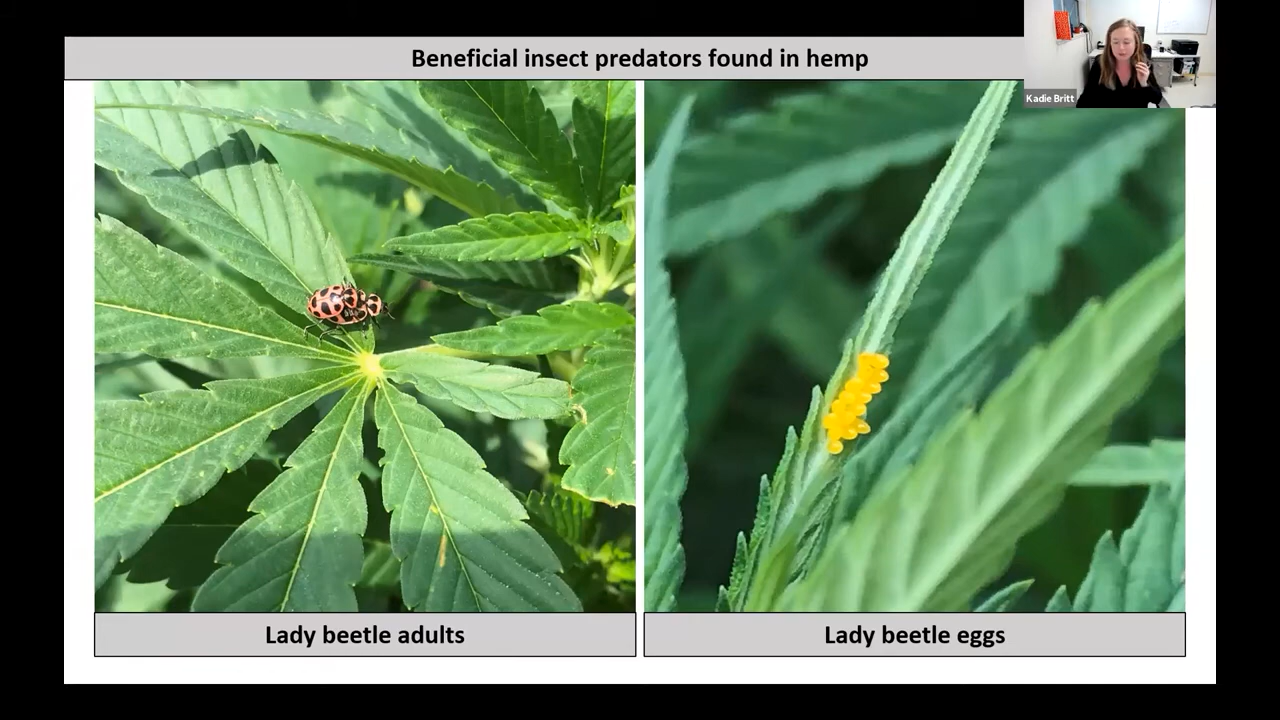 Beneficial insect predators found in hemp
Kadie Britt
Lady beetle adults
Lady beetle eggs